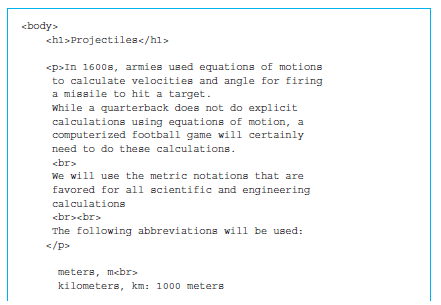 <body>
<h1>Projectiles</h1>
<p>In 1600s, armies used equations of motions
to calculate velocities and angle for firing
a missile to hit a target.
While a quarterback does not do explicit
calculations using equations of motion, a
computerized football game will certainly
need to do these calculations.
<br>
We will use the metric notations that are
favored for all scientific and engineering
calculations
<br><br>
The following abbreviations will be used:
</p>
meters, m<br>
kilometers, km: 1000 meters